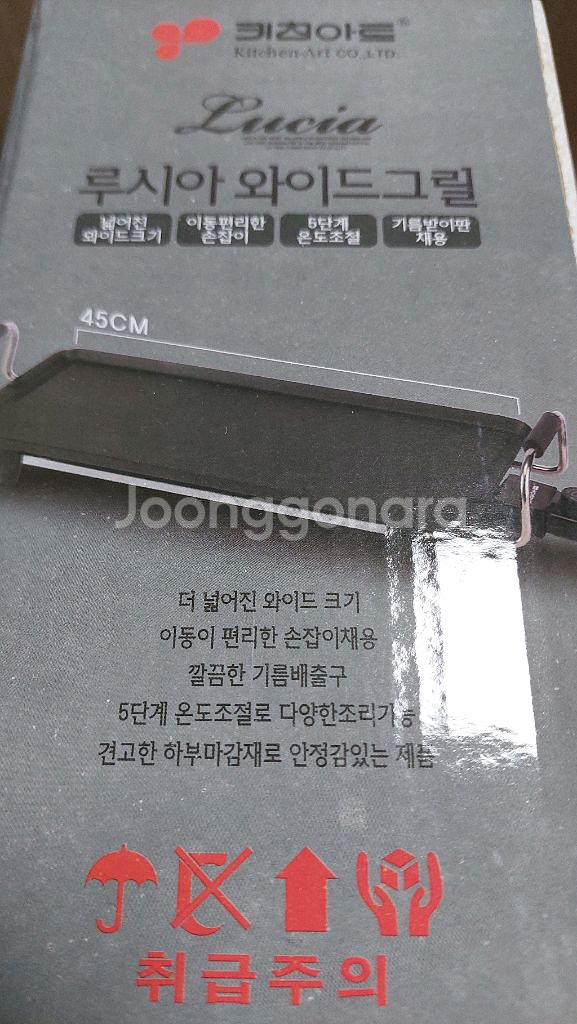 키친아트®
Kitchen-Art CO.,LTD.
Lucia
루시아 와이드그릴
넓어진 와이드크기
이동편리한 손잡이
5단계 온도조절
기름받이판 채용
45CM
Joonggonara
더 넓어진 와이드 크기
이동이 편리한 손잡이채용
깔끔한 기름배출구
5단계 온도조절로 다양한조리가능
견고한 하부마감재로 안정감있는 제품
취급주의